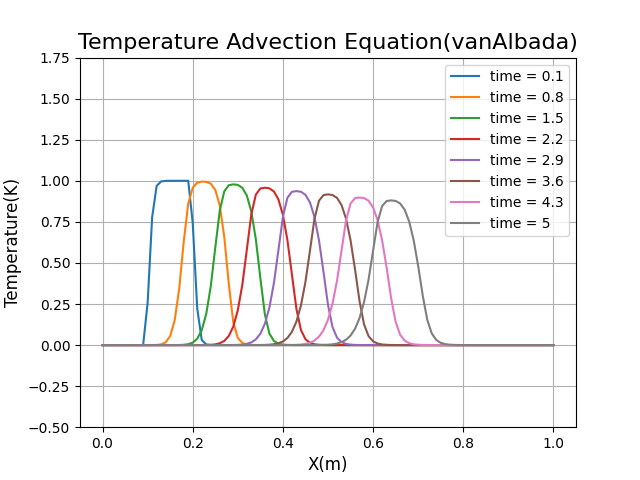 Temperature Advection Equation(vanAlbada)
Temperature(K)
1.75
1.50
1.25
1.00
0.75
0.50
0.25
0.00
−0.25
−0.50
time = 0.1
time = 0.8
time = 1.5
time = 2.2
time = 2.9
time = 3.6
time = 4.3
time = 5
0.0 0.2 0.4 0.6 0.8 1.0
X(m)